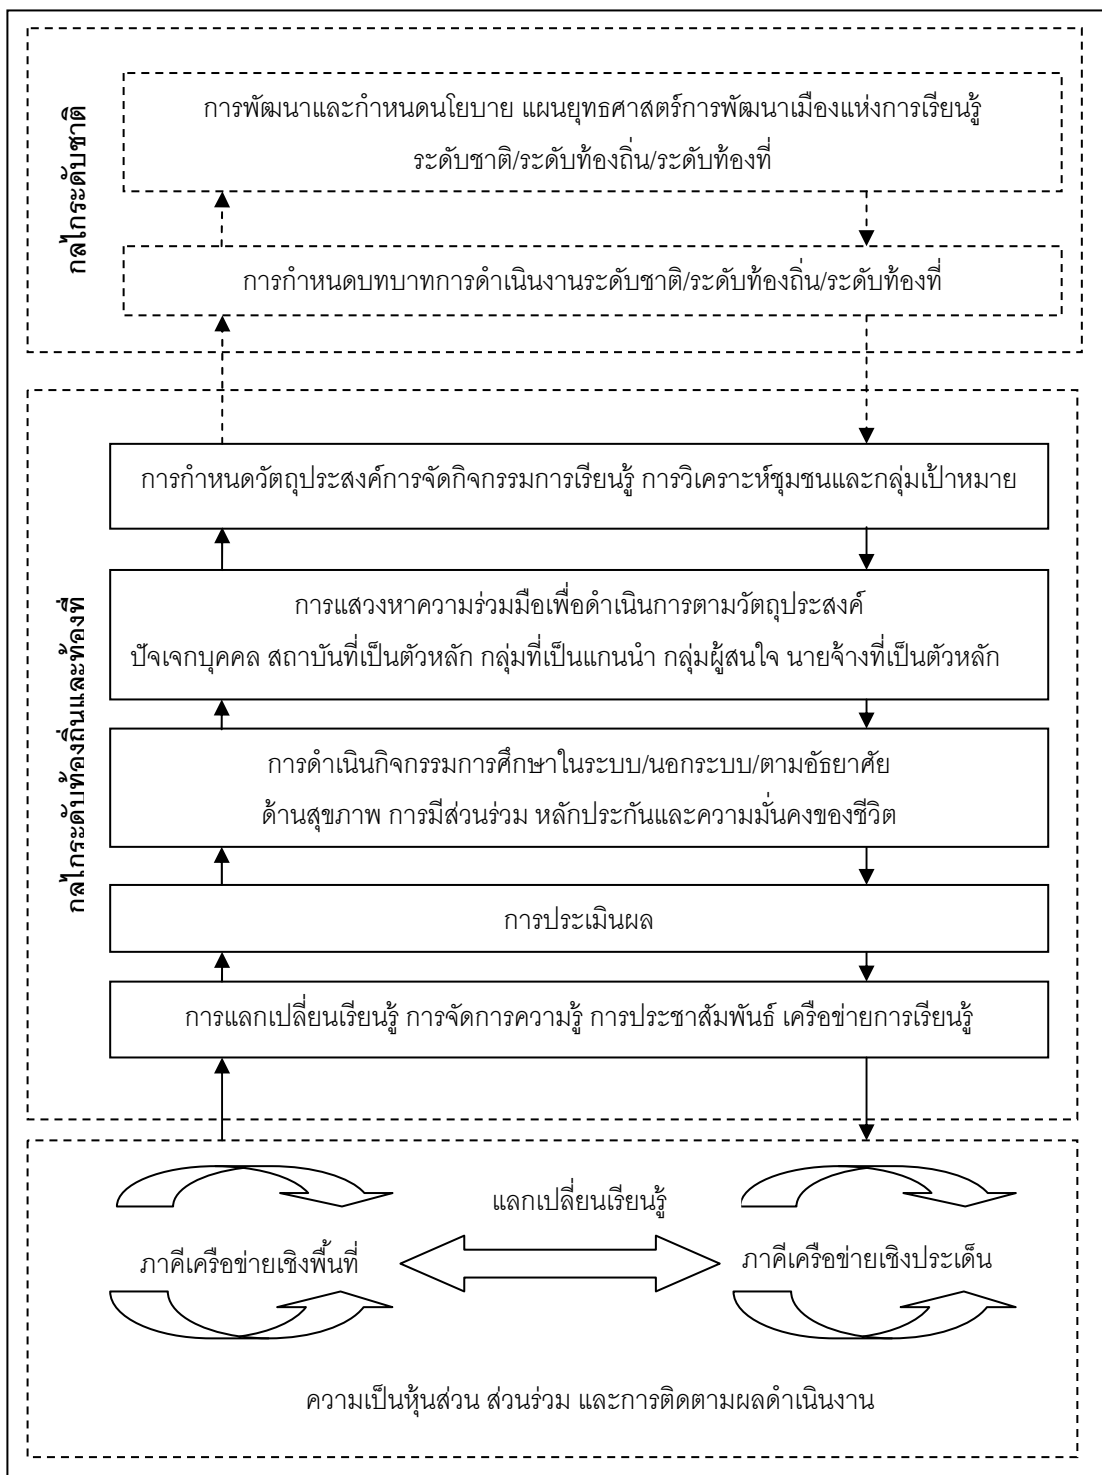 กลไกระดับชาติ
การพัฒนาและกำหนดนโยบาย แผนยุทธศาสตร์การพัฒนาเมืองแห่งการเรียนรู้
ระดับชาติ/ระดับท้องถิ่น/ระดับท้องที่
การกำหนดบทบาทการดำเนินงานระดับชาติ/ระดับท้องถิ่น/ระดับท้องที่
กลไกระดับท้องถิ่นและท้องที่
การกำหนดวัตถุประสงค์การจัดกิจกรรมการเรียนรู้ การวิเคราะห์ชุมชนและกลุ่มเป้าหมาย
การแสวงหาความร่วมมือเพื่อดำเนินการตามวัตถุประสงค์
ปัจเจกบุคคล สถาบันที่เป็นตัวหลัก กลุ่มที่เป็นแกนนำ กลุ่มผู้สนใจ นายจ้างที่เป็นตัวหลัก
การดำเนินกิจกรรมการศึกษาในระบบ/นอกระบบ/ตามอัธยาศัย
ด้านสุขภาพ การมีส่วนร่วม หลักประกันและความมั่นคงของชีวิต
การประเมินผล
การแลกเปลี่ยนเรียนรู้ การจัดการความรู้ การประชาสัมพันธ์ เครือข่ายการเรียนรู้
แลกเปลี่ยนเรียนรู้
ภาคีเครือข่ายเชิงพื้นที่
ภาคีเครือข่ายเชิงประเด็น
ความเป็นหุ้นส่วน ส่วนร่วม และการติดตามผลดำเนินงาน